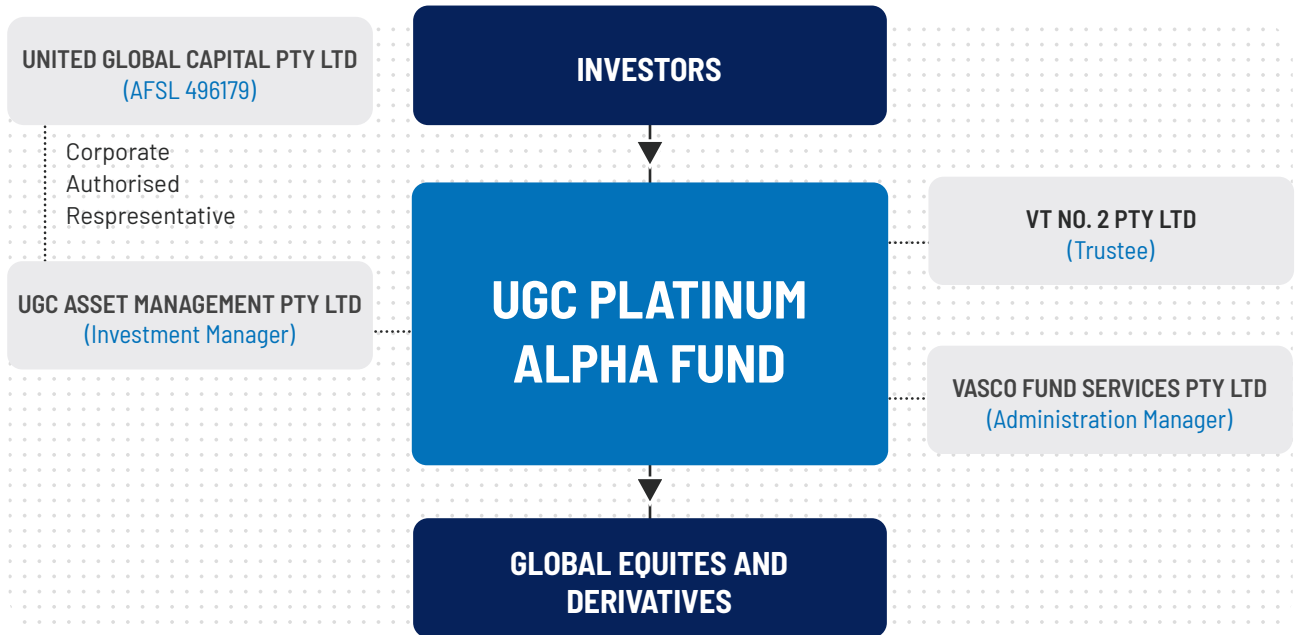 UNITED GLOBAL CAPITAL PTY LTD
(AFSL 496179)
Corporate
Authorised
Respresentative
UGC ASSET MANAGEMENT PTY LTD
(Investment Manager)
INVESTORS
UGC PLATINUM
ALPHA FUND
GLOBAL EQUITES AND
DERIVATIVES
VT NO. 2 PTY LTD
(Trustee)
VASCO FUND SERVICES PTY LTD
(Administration Manager)